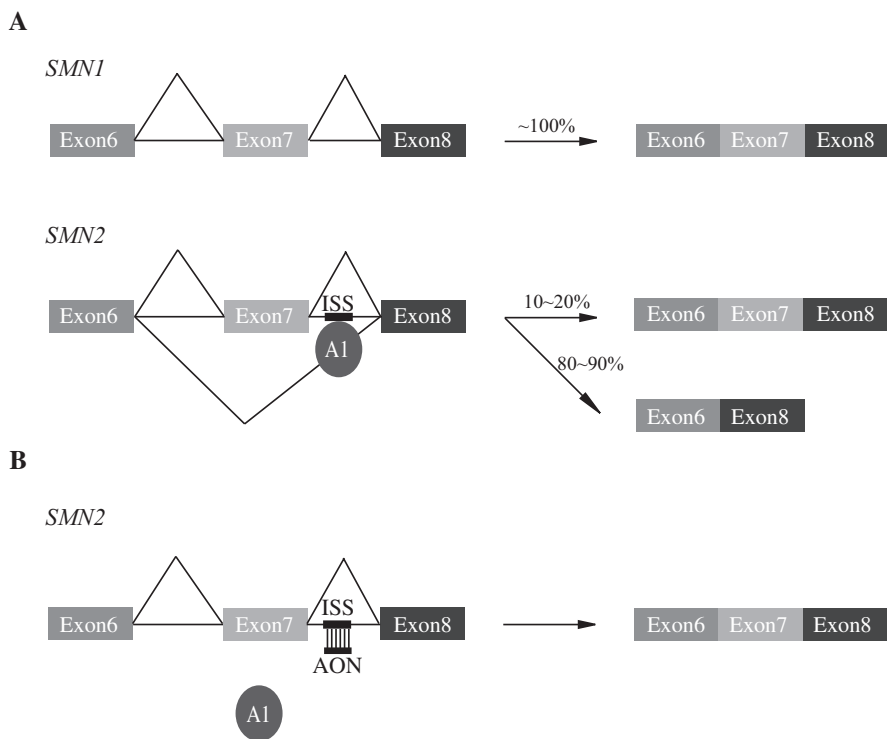 A
SMN1
Exon6 Exon7 Exon8 ~100% Exon6 Exon7 Exon8
SMN2
Exon6 Exon7 ISS Exon8 10~20% Exon6 Exon7 Exon8
A1 80~90%
Exon6 Exon8
B
SMN2
Exon6 Exon7 ISS Exon8 Exon6 Exon7 Exon8
AON
A1